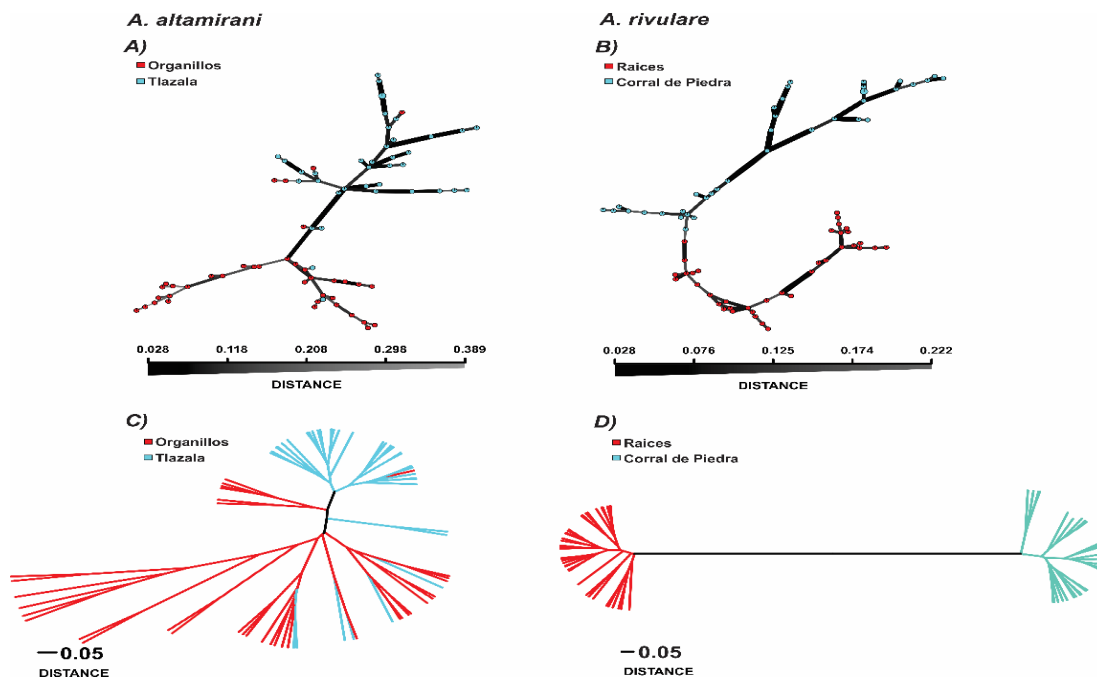 A. altamirani
A. rivulare
A)
Organillos
Tlazala
B)
Raices
Corral de Piedra
0.028 0.118 0.208 0.298 0.389
DISTANCE
0.028 0.076 0.125 0.174 0.222
DISTANCE
C)
Organillos
Tlazala
D)
Raices
Corral de Piedra
0.05
DISTANCE
0.05
DISTANCE